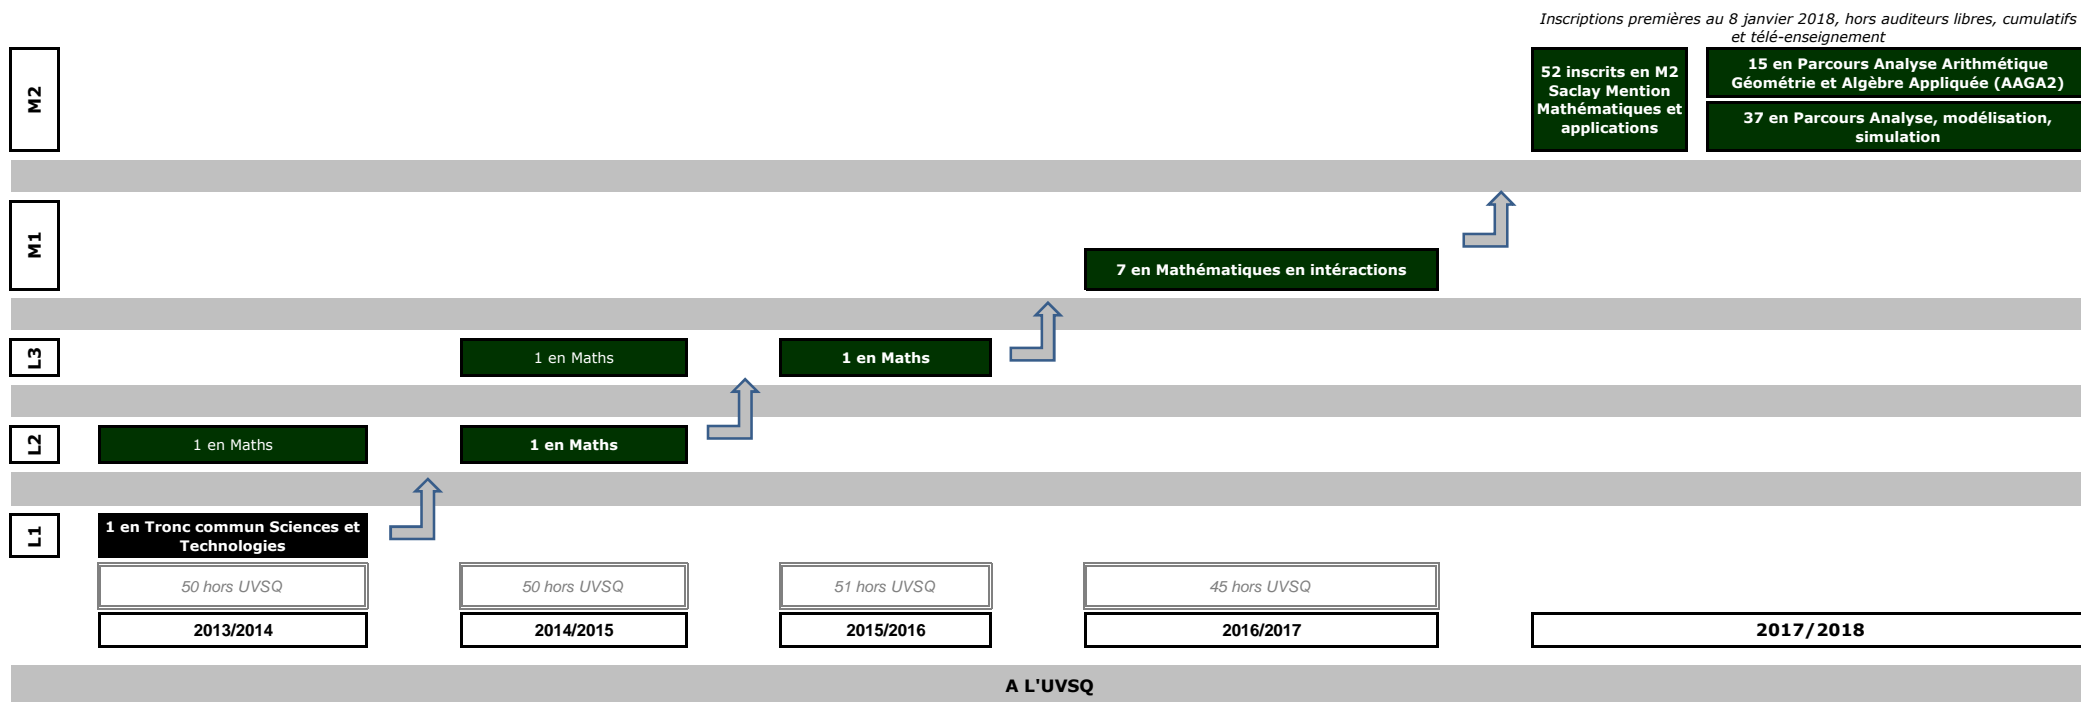 Inscriptions premières au 8 janvier 2018, hors auditeurs libres, cumulatifs
et télé-enseignement
M2
52 inscrits en M2
Saclay Mention
Mathématiques et
applications
15 en Parcours Analyse Arithmétique
Géométrie et Algèbre Appliquée (AAGA2)
37 en Parcours Analyse, modélisation,
simulation
M1
7 en Mathématiques en intéractions
L3
1 en Maths
1 en Maths
L2
1 en Maths
1 en Maths
L1
1 en Tronc commun Sciences et
Technologies
50 hors UVSQ
50 hors UVSQ
51 hors UVSQ
45 hors UVSQ
2013/2014
2014/2015
2015/2016
2016/2017
2017/2018
A L'UVSQ